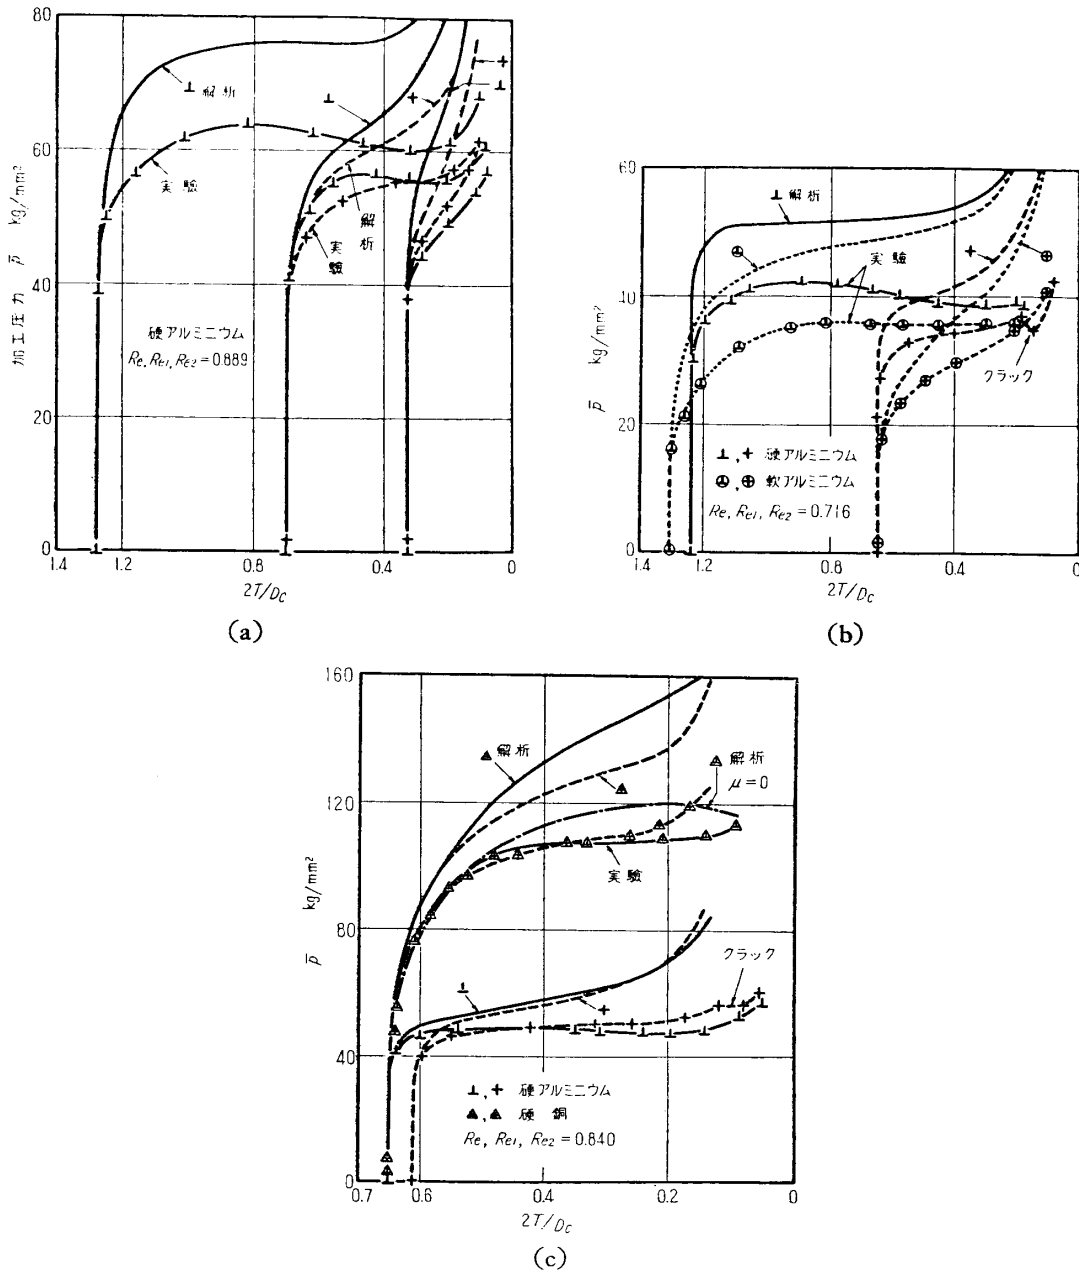 80
60
40
20
0
加工圧力 p̄ kg/mm²
1.4
1.2
0.8
0.4
0
2T/Dc
⊥ 解析
実験
⊥
+
+
解析
実験
硬アルミニウム
Re, Re1, Re2 = 0.889
(a)
60
40
20
0
p̄ kg/mm²
1.4
1.2
0.8
0.4
0
2T/Dc
⊥ 解析
実験
+
クラック
⊥, + 硬アルミニウム
軟アルミニウム
Re, Re1, Re2 = 0.716
(b)
160
120
80
40
0
p̄ kg/mm²
0.7
0.6
0.4
0.2
0
2T/Dc
解析
解析
μ=0
実験
クラック
⊥
+
⊥, + 硬アルミニウム
硬銅
Re, Re1, Re2 = 0.840
(c)